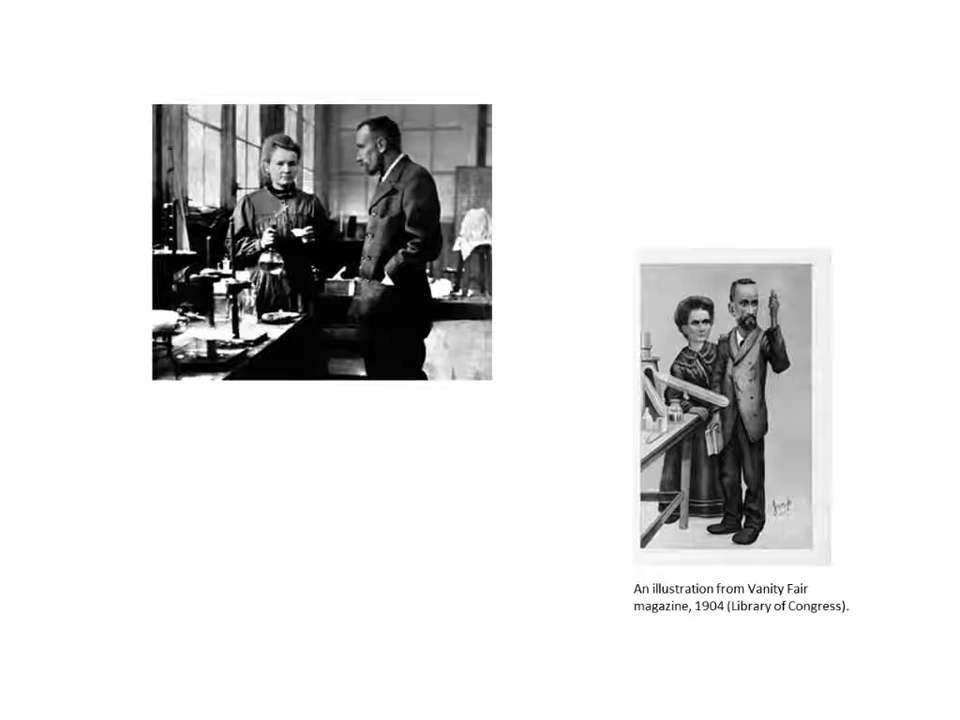 An illustration from Vanity Fair
magazine, 1904 (Library of Congress).